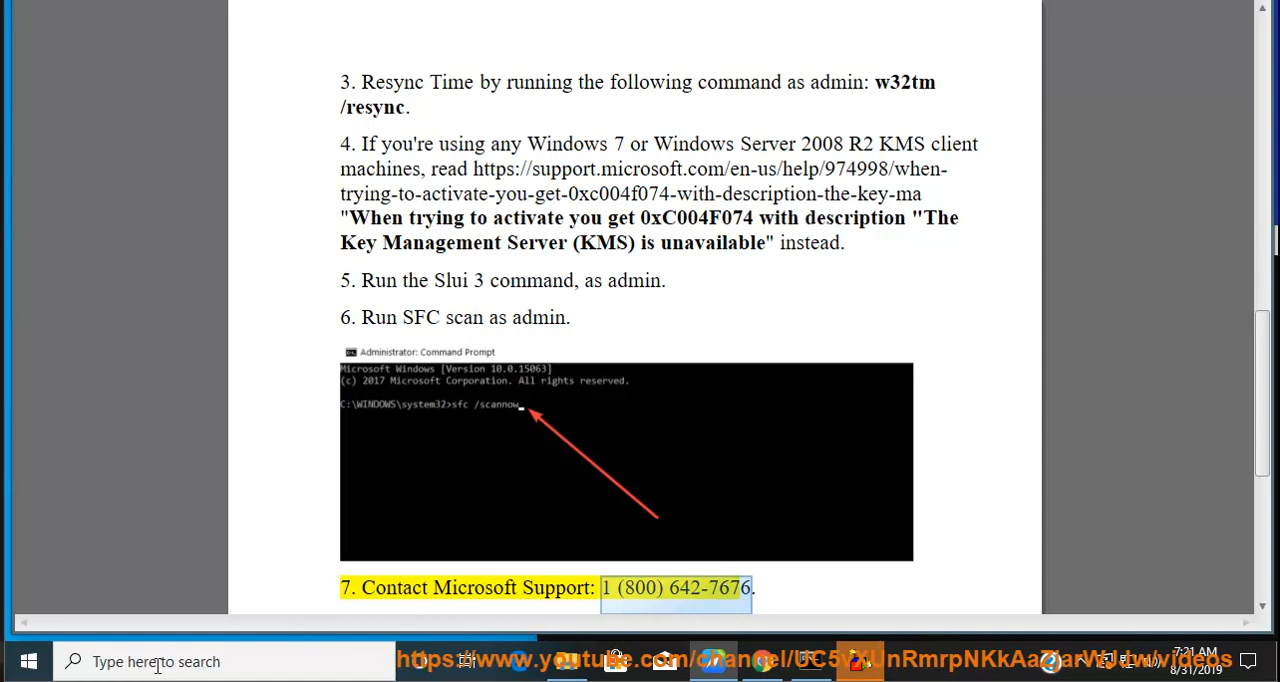 3. Resync Time by running the following command as admin: w32tm
/resync.
4. If you're using any Windows 7 or Windows Server 2008 R2 KMS client
machines, read https://support.microsoft.com/en-us/help/974998/when-
trying-to-activate-you-get-0xc004f074-with-description-the-key-ma
"When trying to activate you get 0xC004F074 with description "The
Key Management Server (KMS) is unavailable" instead.
5. Run the Slui 3 command, as admin.
6. Run SFC scan as admin.
Administrator: Command Prompt
Microsoft Windows [Version 10.0.15063]
(c) 2017 Microsoft Corporation. All rights reserved.
C:\WINDOWS\system32>sfc /scannow
7. Contact Microsoft Support: 1 (800) 642-7676.
Type here to search
7:21 AM
8/31/2019